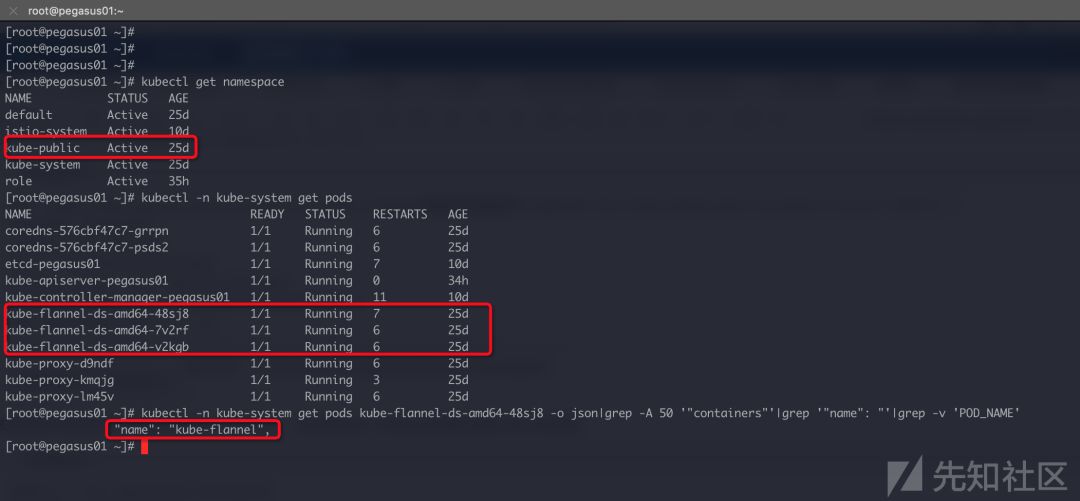 root@pegasus01:~
[root@pegasus01 ~]#
[root@pegasus01 ~]#
[root@pegasus01 ~]#
[root@pegasus01 ~]# kubectl get namespace
NAME STATUS AGE
default Active 25d
istio-system Active 10d
kube-public Active 25d
kube-system Active 25d
role Active 35h
[root@pegasus01 ~]# kubectl -n kube-system get pods
NAME READY STATUS RESTARTS AGE
coredns-576cbf47c7-grrpn 1/1 Running 6 25d
coredns-576cbf47c7-psds2 1/1 Running 6 25d
etcd-pegasus01 1/1 Running 7 10d
kube-apiserver-pegasus01 1/1 Running 0 34h
kube-controller-manager-pegasus01 1/1 Running 11 10d
kube-flannel-ds-amd64-48sj8 1/1 Running 7 25d
kube-flannel-ds-amd64-7v2rf 1/1 Running 6 25d
kube-flannel-ds-amd64-v2kgb 1/1 Running 6 25d
kube-proxy-d9ndf 1/1 Running 6 25d
kube-proxy-kmqjg 1/1 Running 3 25d
kube-proxy-lm45v 1/1 Running 6 25d
[root@pegasus01 ~]# kubectl -n kube-system get pods kube-flannel-ds-amd64-48sj8 -o json|grep -A 50 '"containers"'|grep '"name": "'|grep -v 'POD_NAME'
"name": "kube-flannel",
[root@pegasus01 ~]#
先知社区